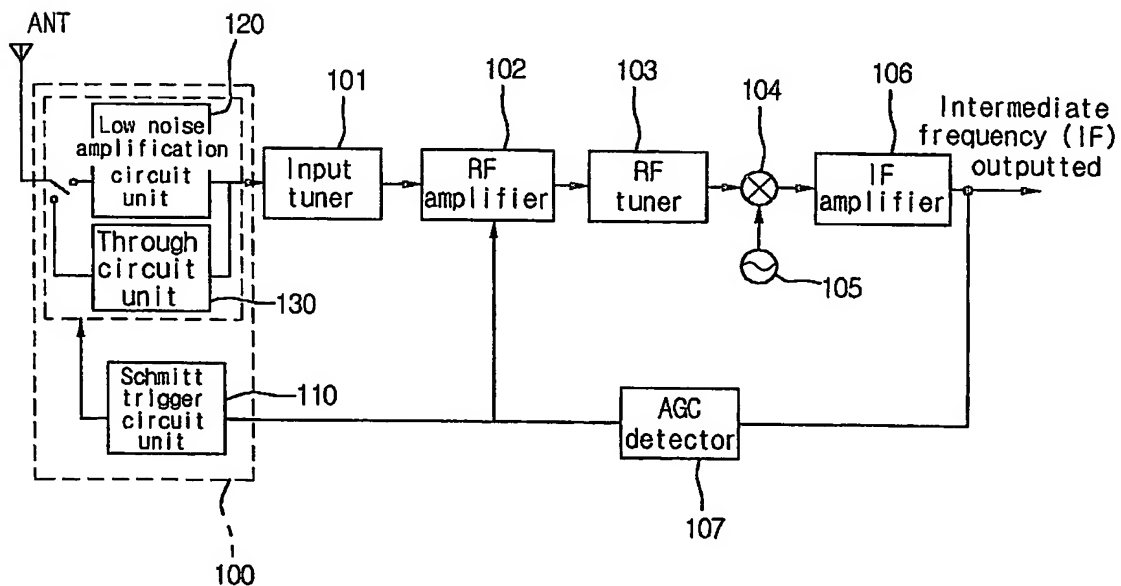 ANT
120
101
102
103
104
106
Low noise
amplification
circuit
unit
Input
tuner
RF
amplifier
RF
tuner
IF
amplifier
Intermediate
frequency (IF)
outputted
105
Through
circuit
unit
130
Schmitt
trigger
circuit
unit
110
AGC
detector
107
100